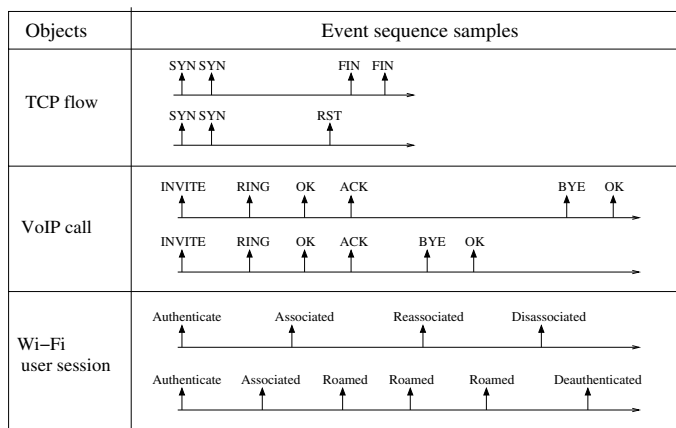 Objects Event sequence samples
SYN SYN FIN FIN
TCP flow
SYN SYN RST
INVITE RING OK ACK BYE OK
VoIP call
INVITE RING OK ACK BYE OK
Authenticate Associated Reassociated Disassociated
Wi−Fi
user session
Authenticate Associated Roamed Roamed Roamed Deauthenticated